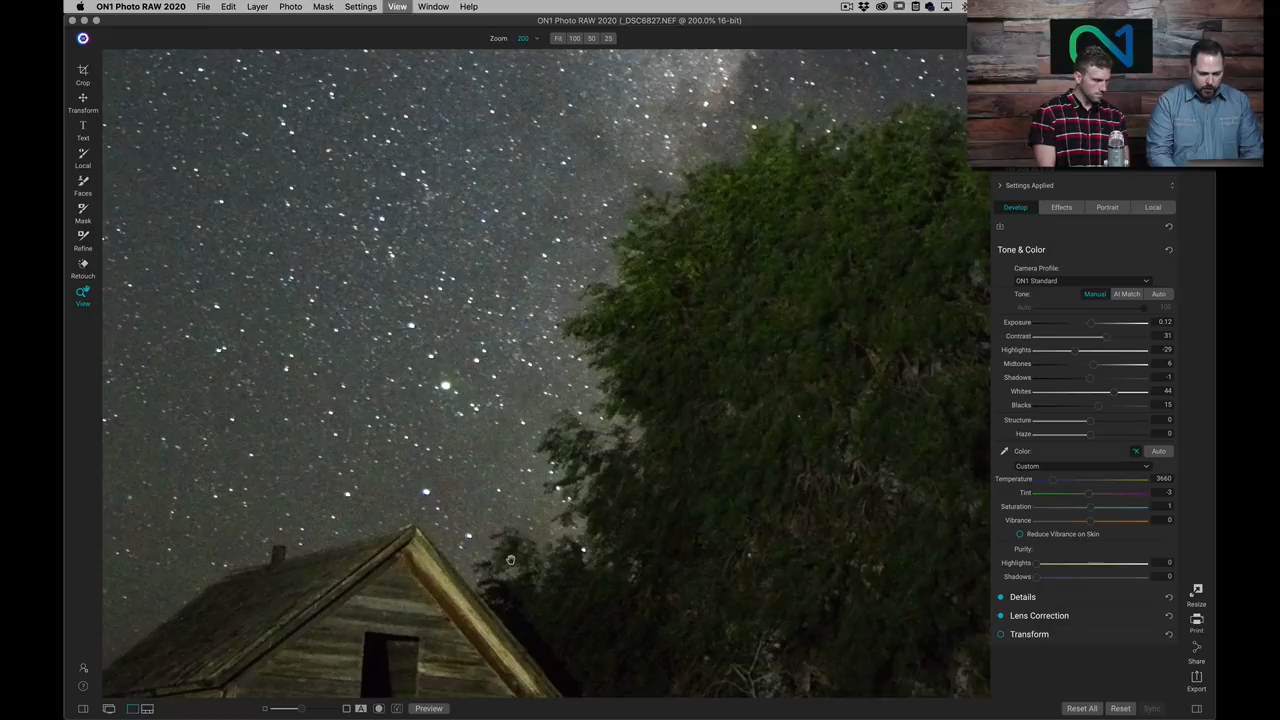 ON1 Photo RAW 2020 File Edit Layer Photo Mask Settings View Window Help
ON1 Photo RAW 2020 (_DSC6827.NEF @ 200.0% 16-bit)
Zoom 200 Fit 100 50 25
Crop
Transform
Text
Local
Faces
Mask
Refine
Retouch
View
Settings Applied
Develop Effects Portrait Local
Tone & Color
Camera Profile:
ON1 Standard
Tone: Manual AI Match Auto
Auto 100
Exposure 0.12
Contrast 31
Highlights -29
Midtones 6
Shadows -1
Whites 44
Blacks 15
Structure 0
Haze 0
Color: °K Auto
Custom
Temperature 3660
Tint -3
Saturation 1
Vibrance 0
Reduce Vibrance on Skin
Purity:
Highlights 0
Shadows 0
Details
Lens Correction
Transform
Resize
Print
Share
Export
? A Preview
Reset All Reset Sync